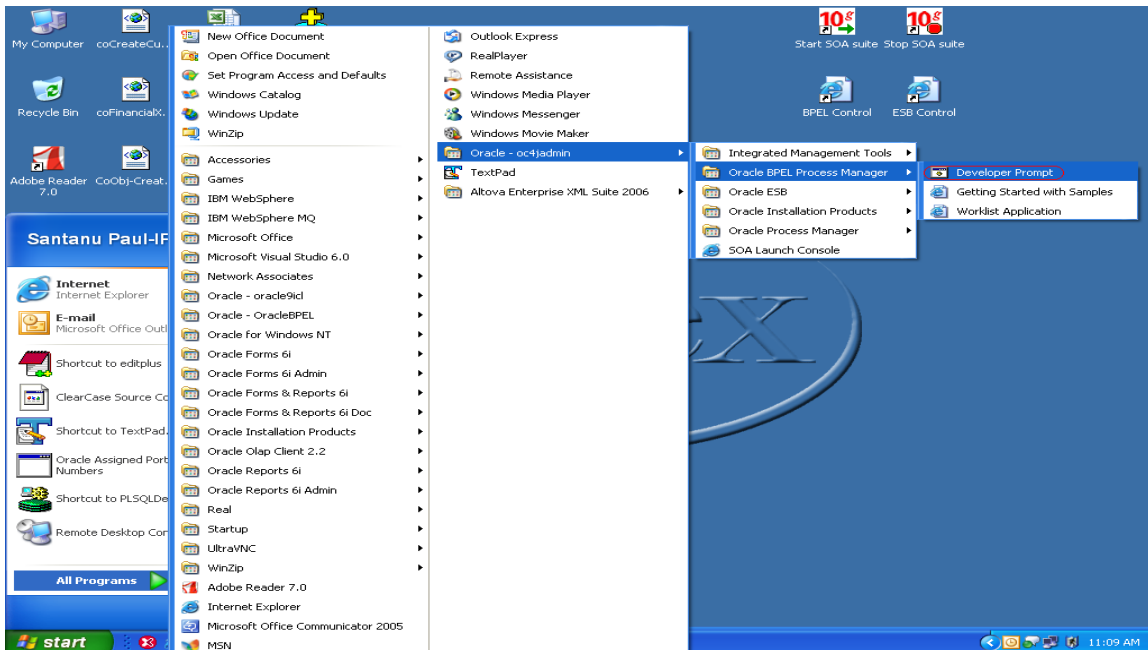 My Computer
coCreateCu..
Start SOA suite
Stop SOA suite
Recycle Bin
coFinancialX.
BPEL Control
ESB Control
Adobe Reader 7.0
CoObj-Creat.
Santanu Paul-IF
Internet
Internet Explorer
E-mail
Microsoft Office Outl
Shortcut to editplus
ClearCase Source Co
Shortcut to TextPad.
Oracle Assigned Port
Numbers
Shortcut to PLSQLDe
Remote Desktop Con
All Programs
start
New Office Document
Open Office Document
Set Program Access and Defaults
Windows Catalog
Windows Update
WinZip
Accessories
Games
IBM WebSphere
IBM WebSphere MQ
Microsoft Office
Microsoft Visual Studio 6.0
Network Associates
Oracle - oracle9icl
Oracle - OracleBPEL
Oracle for Windows NT
Oracle Forms 6i
Oracle Forms 6i Admin
Oracle Forms & Reports 6i
Oracle Forms & Reports 6i Doc
Oracle Installation Products
Oracle Olap Client 2.2
Oracle Reports 6i
Oracle Reports 6i Admin
Real
Startup
UltraVNC
WinZip
Adobe Reader 7.0
Internet Explorer
Microsoft Office Communicator 2005
MSN
Outlook Express
RealPlayer
Remote Assistance
Windows Media Player
Windows Messenger
Windows Movie Maker
Oracle - oc4jadmin
TextPad
Altova Enterprise XML Suite 2006
Integrated Management Tools
Oracle BPEL Process Manager
Oracle ESB
Oracle Installation Products
Oracle Process Manager
SOA Launch Console
Developer Prompt
Getting Started with Samples
Worklist Application
10g
10g
11:09 AM